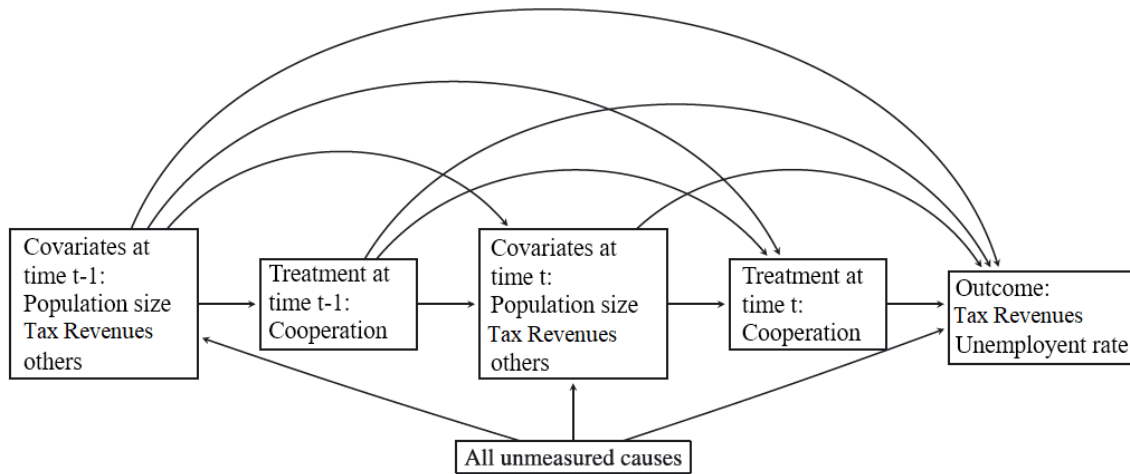 Covariates at
time t-1:
Population size
Tax Revenues
others
Treatment at
time t-1:
Cooperation
Covariates at
time t:
Population size
Tax Revenues
others
Treatment at
time t:
Cooperation
Outcome:
Tax Revenues
Unemployent rate
All unmeasured causes